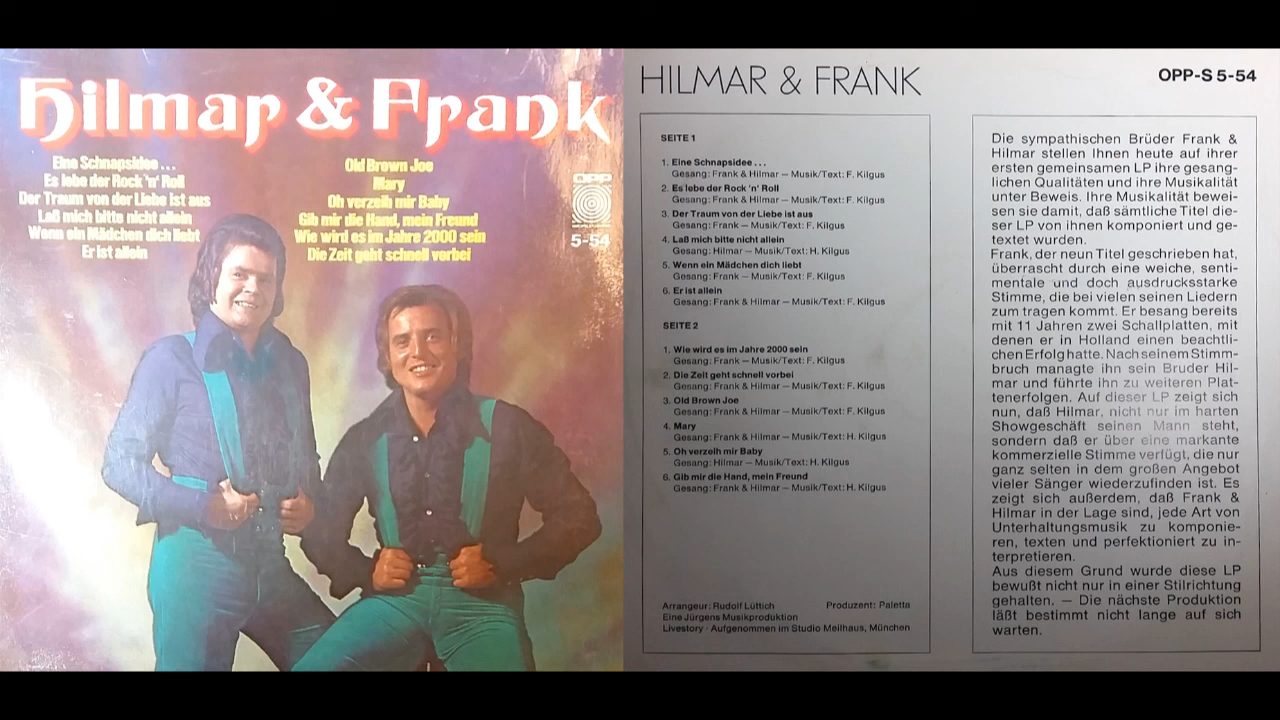 Hilmar & Frank
Eine Schnapsidee...
Es lebe der Rock 'n' Roll
Der Traum von der Liebe ist aus
Laß mich bitte nicht allein
Wenn ein Mädchen dich liebt
Er ist allein
Old Brown Joe
Mary
Oh verzeih mir Baby
Gib mir die Hand, mein Freund
Wie wird es im Jahre 2000 sein
Die Zeit geht schnell vorbei
OPP
5-54
HILMAR & FRANK
OPP-S 5-54
SEITE 1
1. Eine Schnapsidee...
Gesang: Frank & Hilmar — Musik/Text: F. Kilgus
2. Es lebe der Rock 'n' Roll
Gesang: Frank & Hilmar — Musik/Text: F. Kilgus
3. Der Traum von der Liebe ist aus
Gesang: Frank — Musik/Text: F. Kilgus
4. Laß mich bitte nicht allein
Gesang: Hilmar — Musik/Text: H. Kilgus
5. Wenn ein Mädchen dich liebt
Gesang: Frank — Musik/Text: F. Kilgus
6. Er ist allein
Gesang: Frank & Hilmar — Musik/Text: F. Kilgus
SEITE 2
1. Wie wird es im Jahre 2000 sein
Gesang: Frank — Musik/Text: F. Kilgus
2. Die Zeit geht schnell vorbei
Gesang: Frank & Hilmar — Musik/Text: F. Kilgus
3. Old Brown Joe
Gesang: Frank & Hilmar — Musik/Text: F. Kilgus
4. Mary
Gesang: Frank & Hilmar — Musik/Text: H. Kilgus
5. Oh verzeih mir Baby
Gesang: Hilmar — Musik/Text: H. Kilgus
6. Gib mir die Hand, mein Freund
Gesang: Frank & Hilmar — Musik/Text: H. Kilgus
Arrangeur: Rudolf Lüttich Produzent: Paletta
Eine Jürgens Musikproduktion
Livestory · Aufgenommen im Studio Meilhaus, München
Die sympathischen Brüder Frank &
Hilmar stellen Ihnen heute auf ihrer
ersten gemeinsamen LP ihre gesang-
lichen Qualitäten und ihre Musikalität
unter Beweis. Ihre Musikalität bewei-
sen sie damit, daß sämtliche Titel die-
ser LP von ihnen komponiert und ge-
textet wurden.
Frank, der neun Titel geschrieben hat,
überrascht durch eine weiche, senti-
mentale und doch ausdrucksstarke
Stimme, die bei vielen seinen Liedern
zum tragen kommt. Er besang bereits
mit 11 Jahren zwei Schallplatten, mit
denen er in Holland einen beachtli-
chen Erfolg hatte. Nach seinem Stimm-
bruch managte ihn sein Bruder Hil-
mar und führte ihn zu weiteren Plat-
tenerfolgen. Auf dieser LP zeigt sich
nun, daß Hilmar, nicht nur im harten
Showgeschäft seinen Mann steht,
sondern daß er über eine markante
kommerzielle Stimme verfügt, die nur
ganz selten in dem großen Angebot
vieler Sänger wiederzufinden ist. Es
zeigt sich außerdem, daß Frank &
Hilmar in der Lage sind, jede Art von
Unterhaltungsmusik zu komponie-
ren, texten und perfektioniert zu in-
terpretieren.
Aus diesem Grund wurde diese LP
bewußt nicht nur in einer Stilrichtung
gehalten. — Die nächste Produktion
läßt bestimmt nicht lange auf sich
warten.